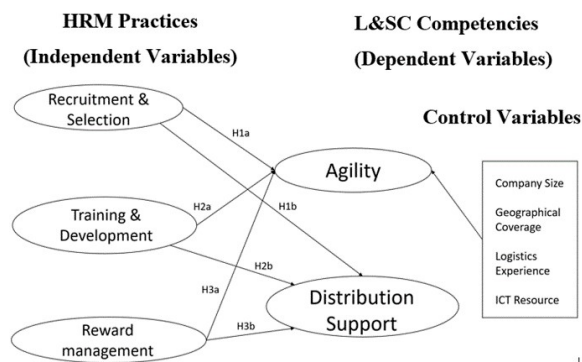 HRM Practices
(Independent Variables)
L&SC Competencies
(Dependent Variables)
Control Variables
Recruitment &
Selection
Training &
Development
Reward
management
H1a
H1b
H2a
H2b
H3a
H3b
Agility
Distribution
Support
Company Size
Geographical
Coverage
Logistics
Experience
ICT Resource